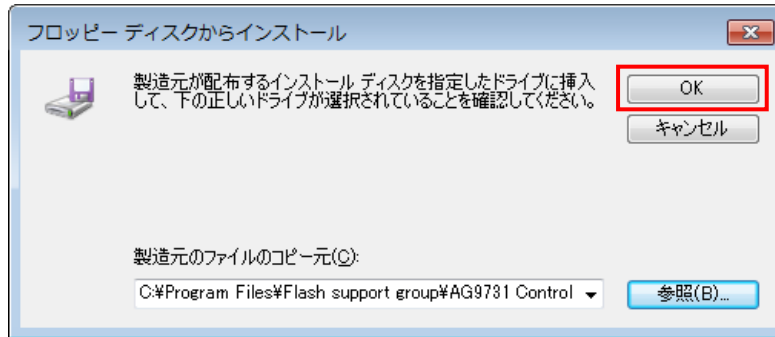 フロッピー ディスクからインストール
製造元が配布するインストール ディスクを指定したドライブに挿入
して、下の正しいドライブが選択されていることを確認してください。
OK
キャンセル
製造元のファイルのコピー元(C):
C:¥Program Files¥Flash support group¥AG9731 Control
参照(B)...